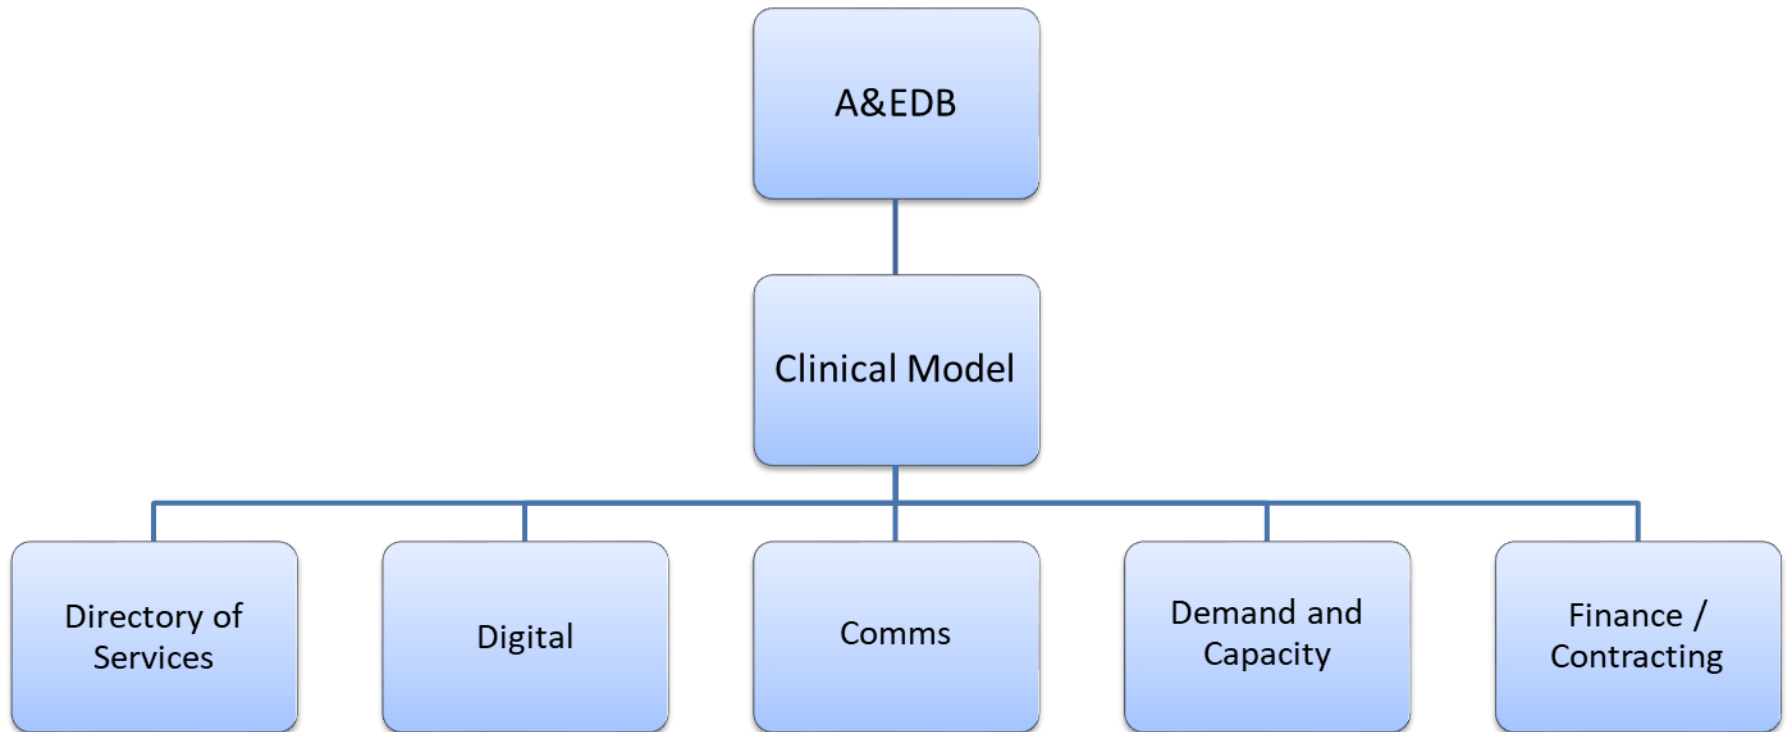 A&EDB
Clinical Model
Directory of
Services
Digital
Comms
Demand and
Capacity
Finance /
Contracting